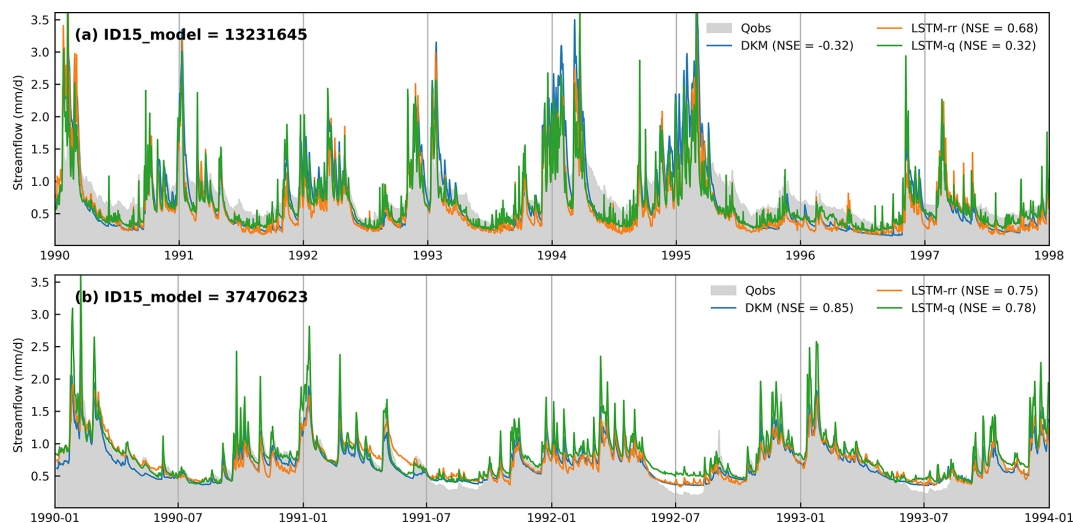 (a) ID15_model = 13231645
Qobs
DKM (NSE = -0.32)
LSTM-rr (NSE = 0.68)
LSTM-q (NSE = 0.32)
Streamflow (mm/d)
3.5
3.0
2.5
2.0
1.5
1.0
0.5
1990 1991 1992 1993 1994 1995 1996 1997 1998
(b) ID15_model = 37470623
Qobs
DKM (NSE = 0.85)
LSTM-rr (NSE = 0.75)
LSTM-q (NSE = 0.78)
Streamflow (mm/d)
3.5
3.0
2.5
2.0
1.5
1.0
0.5
1990-01 1990-07 1991-01 1991-07 1992-01 1992-07 1993-01 1993-07 1994-01